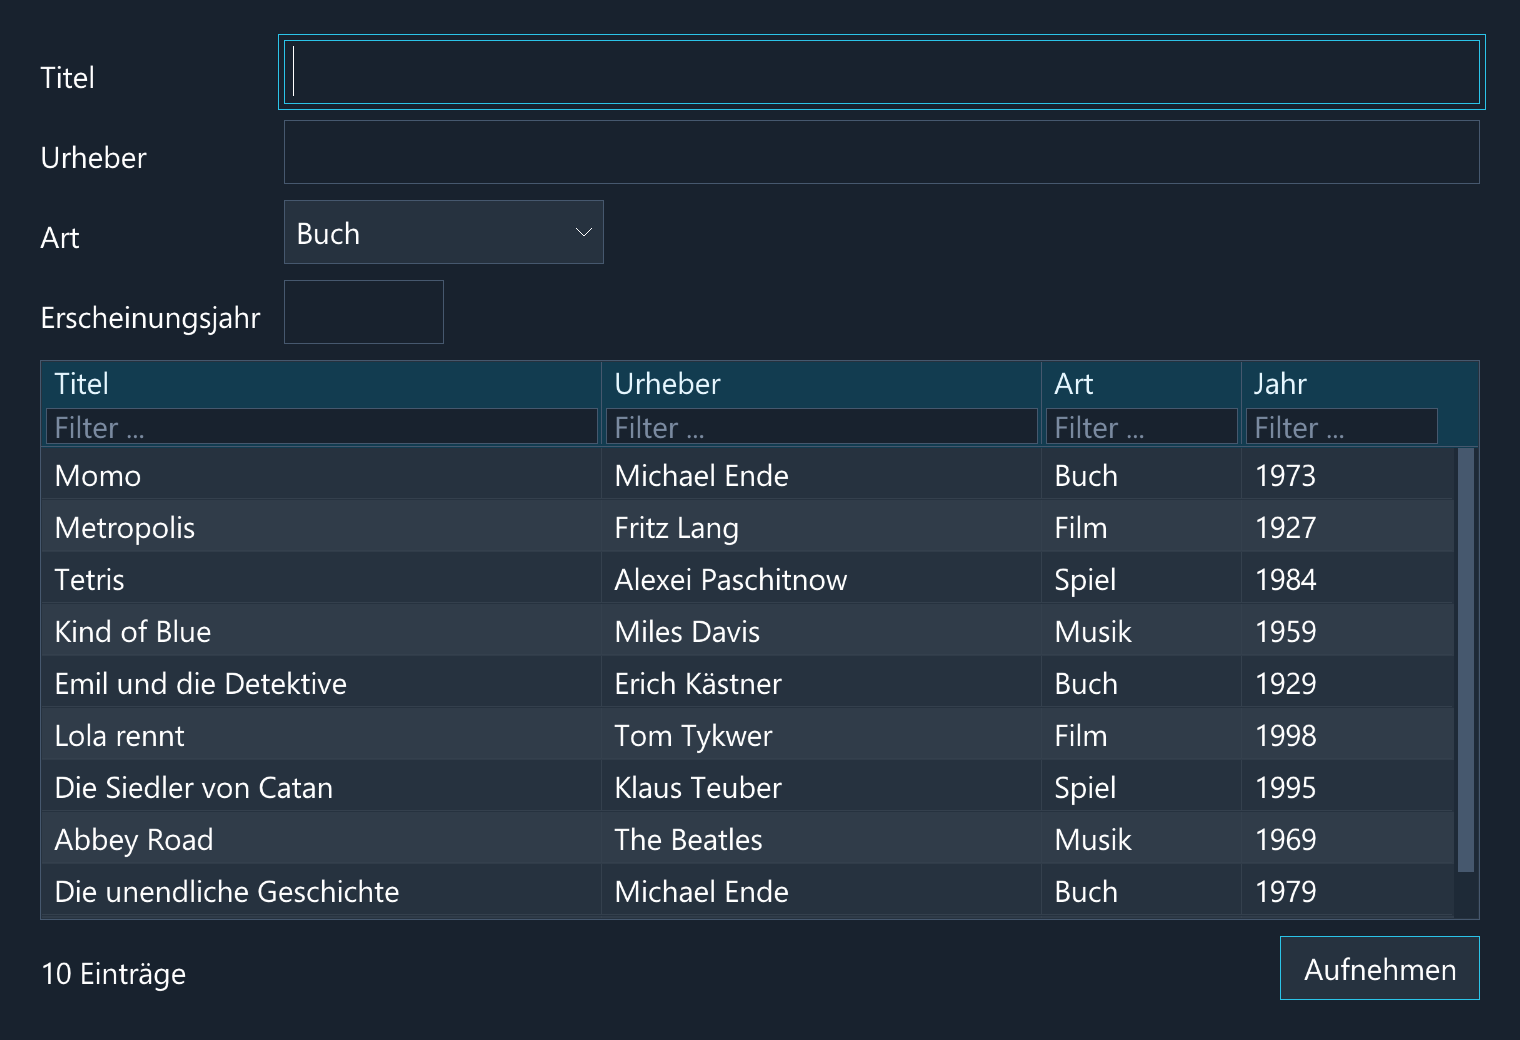 Titel
Urheber
Art
Buch
Erscheinungsjahr
Titel Urheber Art Jahr
Filter ... Filter ... Filter ... Filter ...
Momo Michael Ende Buch 1973
Metropolis Fritz Lang Film 1927
Tetris Alexei Paschitnow Spiel 1984
Kind of Blue Miles Davis Musik 1959
Emil und die Detektive Erich Kästner Buch 1929
Lola rennt Tom Tykwer Film 1998
Die Siedler von Catan Klaus Teuber Spiel 1995
Abbey Road The Beatles Musik 1969
Die unendliche Geschichte Michael Ende Buch 1979
10 Einträge Aufnehmen